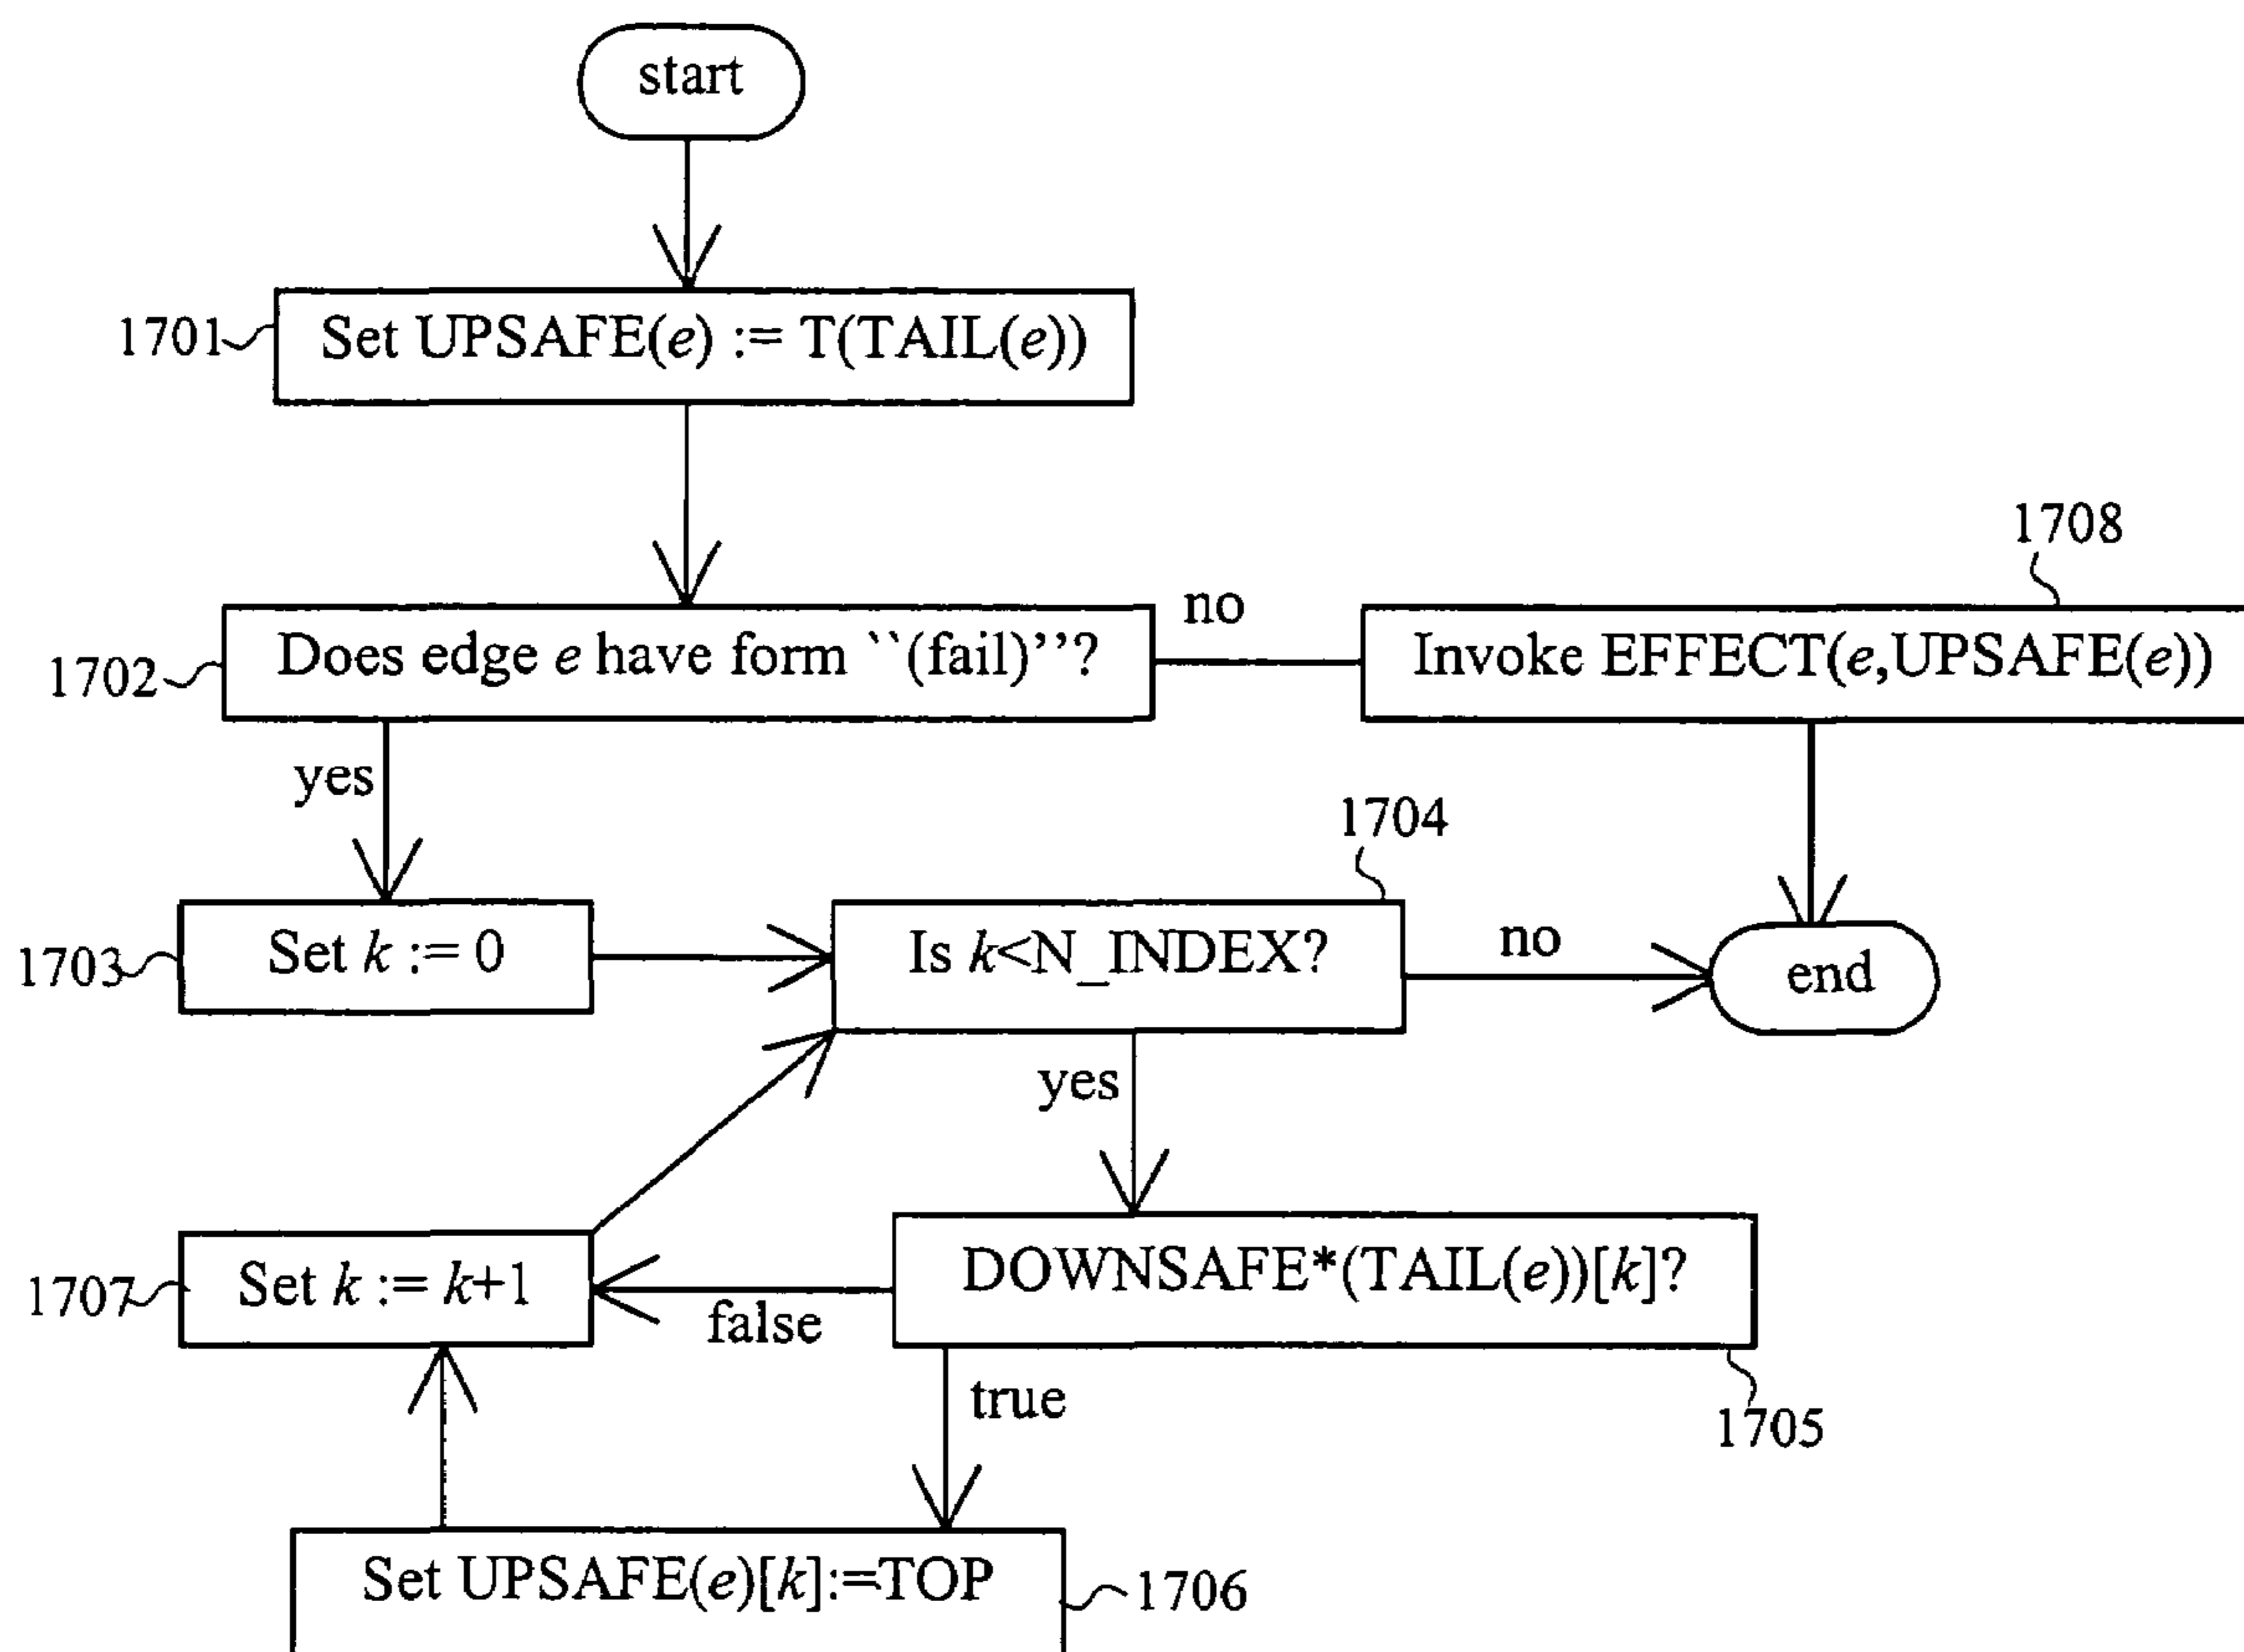 start
1701
Set UPSAFE(e) := T(TAIL(e))
1708
no
1702
Does edge e have form ``(fail)''?
Invoke EFFECT(e,UPSAFE(e))
yes
1704
1703
Set k := 0
Is k<N_INDEX?
no
end
yes
1707
Set k := k+1
false
DOWNSAFE*(TAIL(e))[k]?
true
1705
Set UPSAFE(e)[k]:=TOP
1706